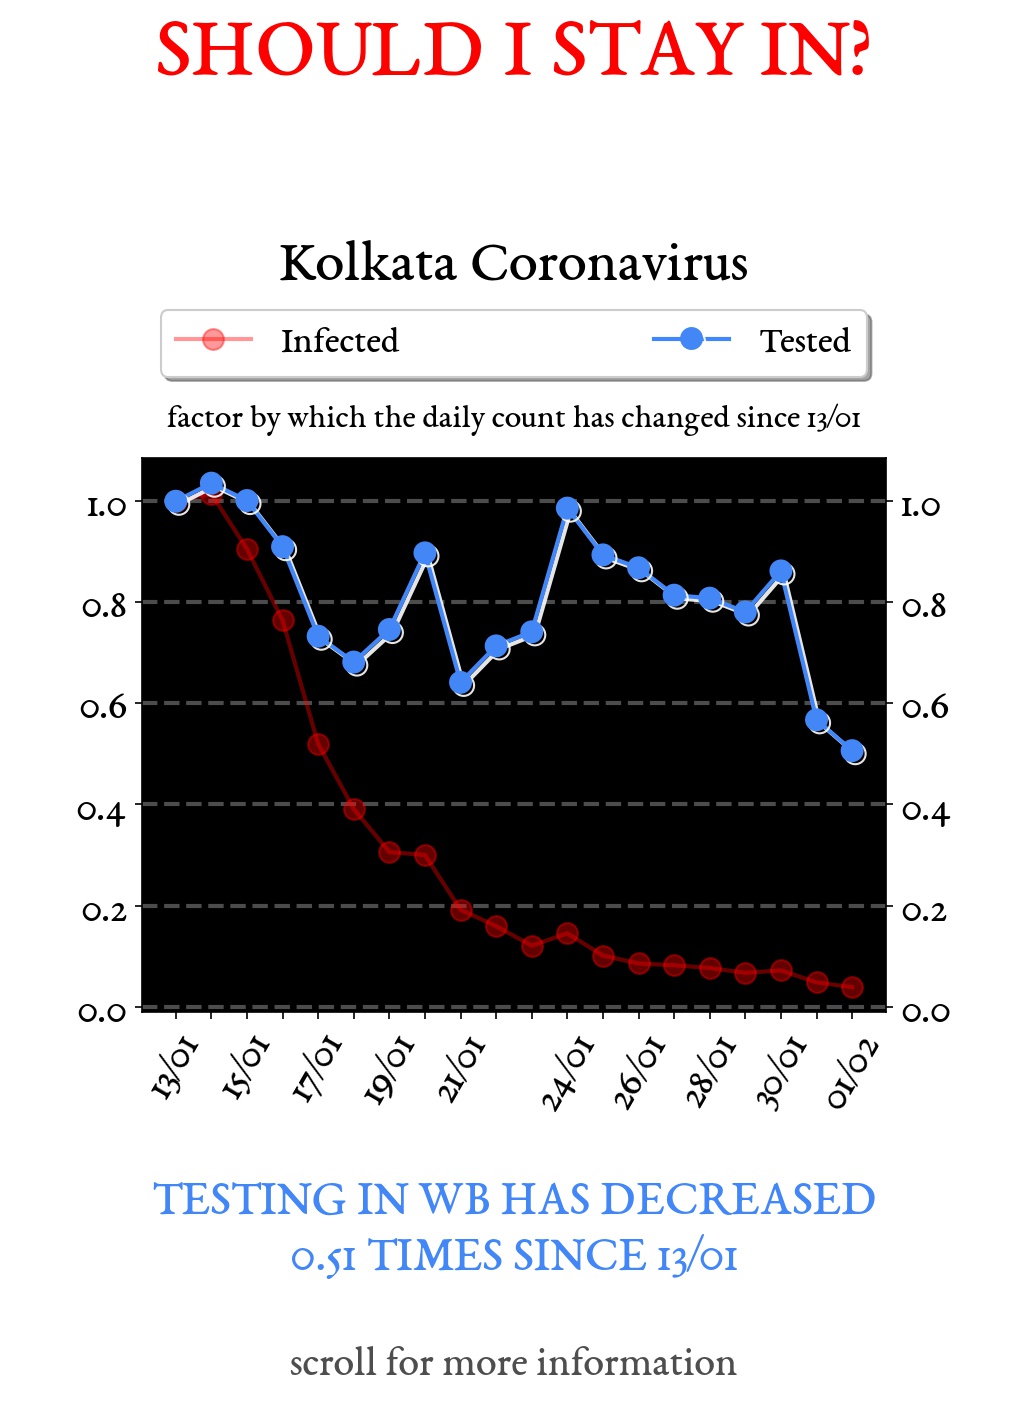 SHOULD I STAY IN?
Kolkata Coronavirus
Infected Tested
factor by which the daily count has changed since 13/01
1.0 1.0
0.8 0.8
0.6 0.6
0.4 0.4
0.2 0.2
0.0 0.0
13/01 15/01 17/01 19/01 21/01 24/01 26/01 28/01 30/01 01/02
TESTING IN WB HAS DECREASED
0.51 TIMES SINCE 13/01
scroll for more information